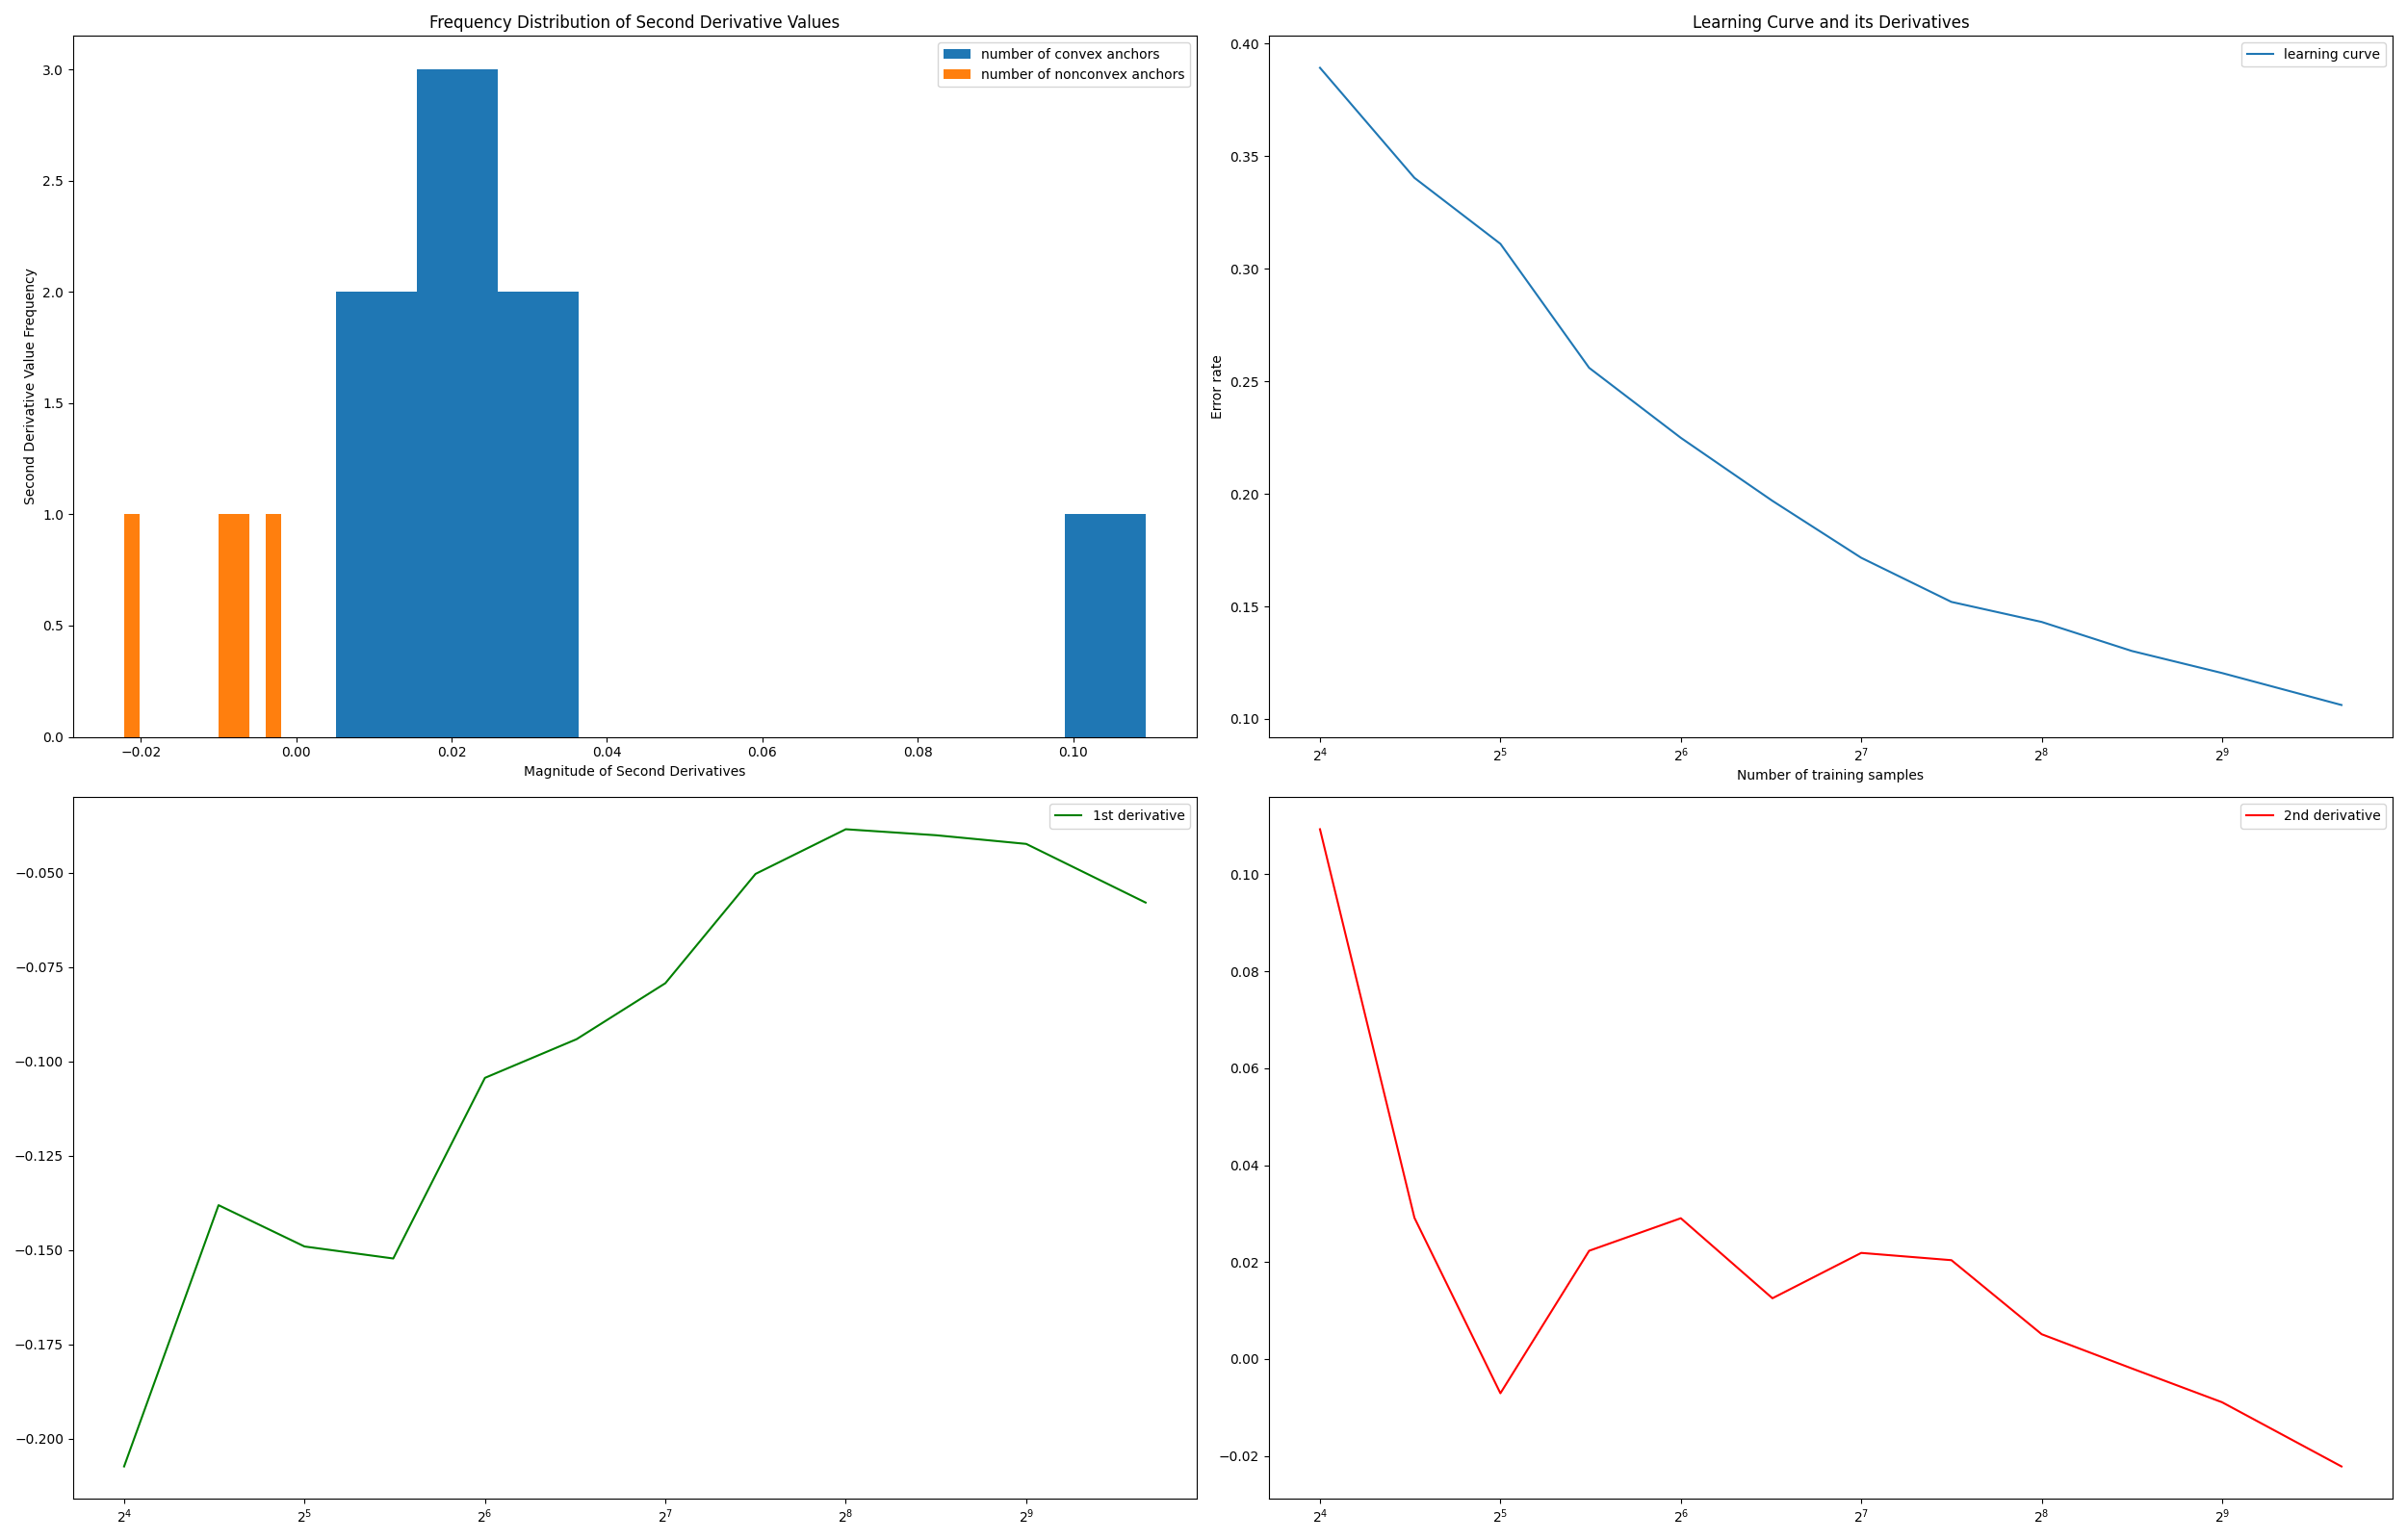 Frequency Distribution of Second Derivative Values
number of convex anchors
number of nonconvex anchors
3.0
2.5
2.0
1.5
1.0
0.5
0.0
Second Derivative Value Frequency
−0.02 0.00 0.02 0.04 0.06 0.08 0.10
Magnitude of Second Derivatives
Learning Curve and its Derivatives
learning curve
0.40
0.35
0.30
0.25
0.20
0.15
0.10
Error rate
2⁴ 2⁵ 2⁶ 2⁷ 2⁸ 2⁹
Number of training samples
1st derivative
−0.050
−0.075
−0.100
−0.125
−0.150
−0.175
−0.200
2⁴ 2⁵ 2⁶ 2⁷ 2⁸ 2⁹
2nd derivative
0.10
0.08
0.06
0.04
0.02
0.00
−0.02
2⁴ 2⁵ 2⁶ 2⁷ 2⁸ 2⁹